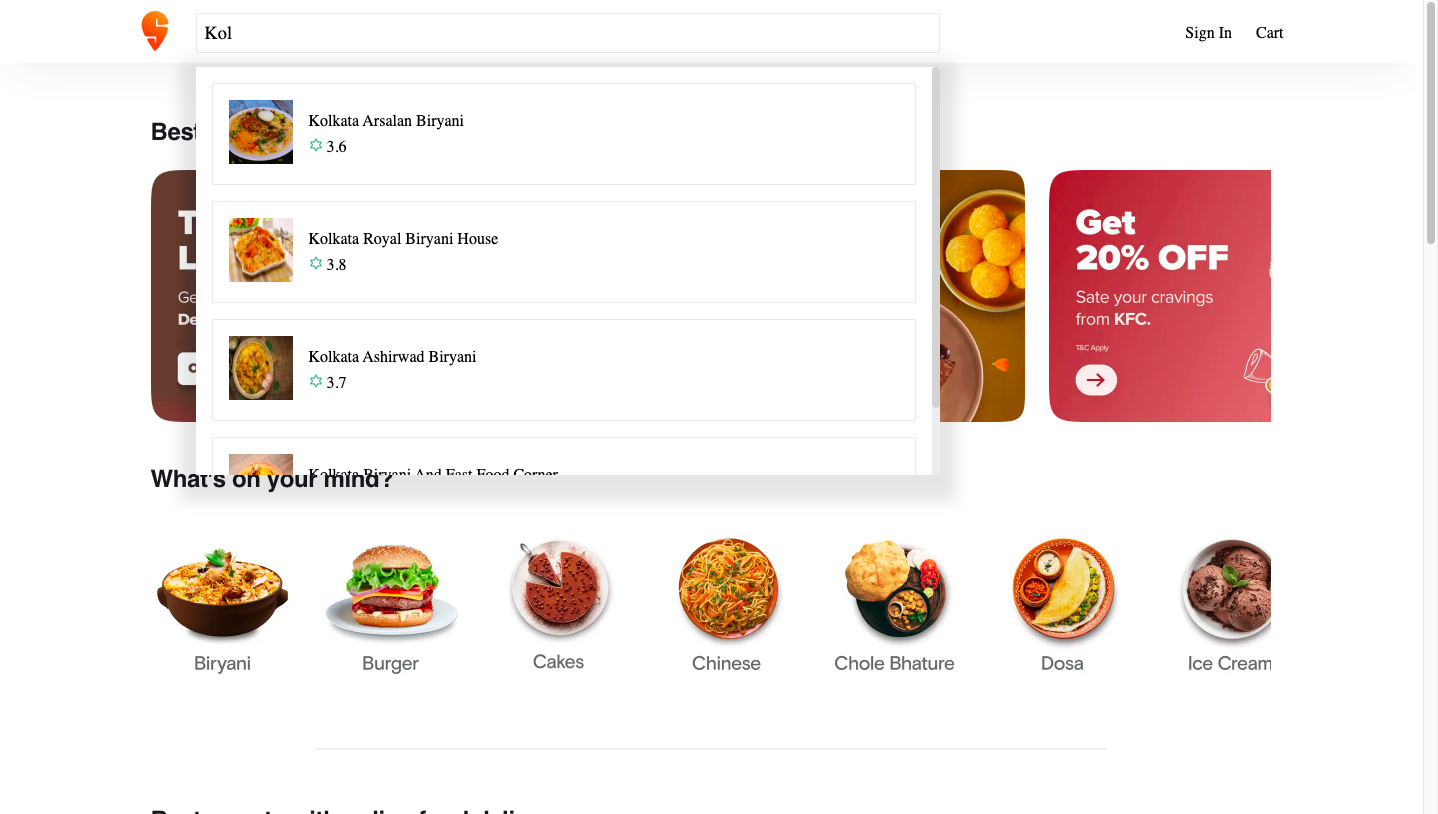 Kol
Sign In
Cart
Kolkata Arsalan Biryani
3.6
Kolkata Royal Biryani House
3.8
Kolkata Ashirwad Biryani
3.7
Kolkata Biryani And Fast Food Corner
Best
T
L
Ge
De
Get
20% OFF
Sate your cravings
from KFC.
T&C Apply
What's on your mind?
Biryani
Burger
Cakes
Chinese
Chole Bhature
Dosa
Ice Cream